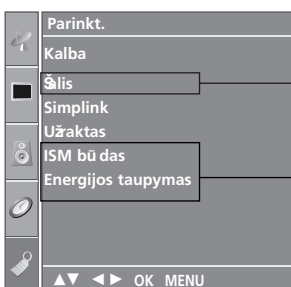 Parinkt.
Kalba
Šalis
Simplink
Užraktas
ISM būdas
Energijos taupymas
▲▼ ◄► OK MENU